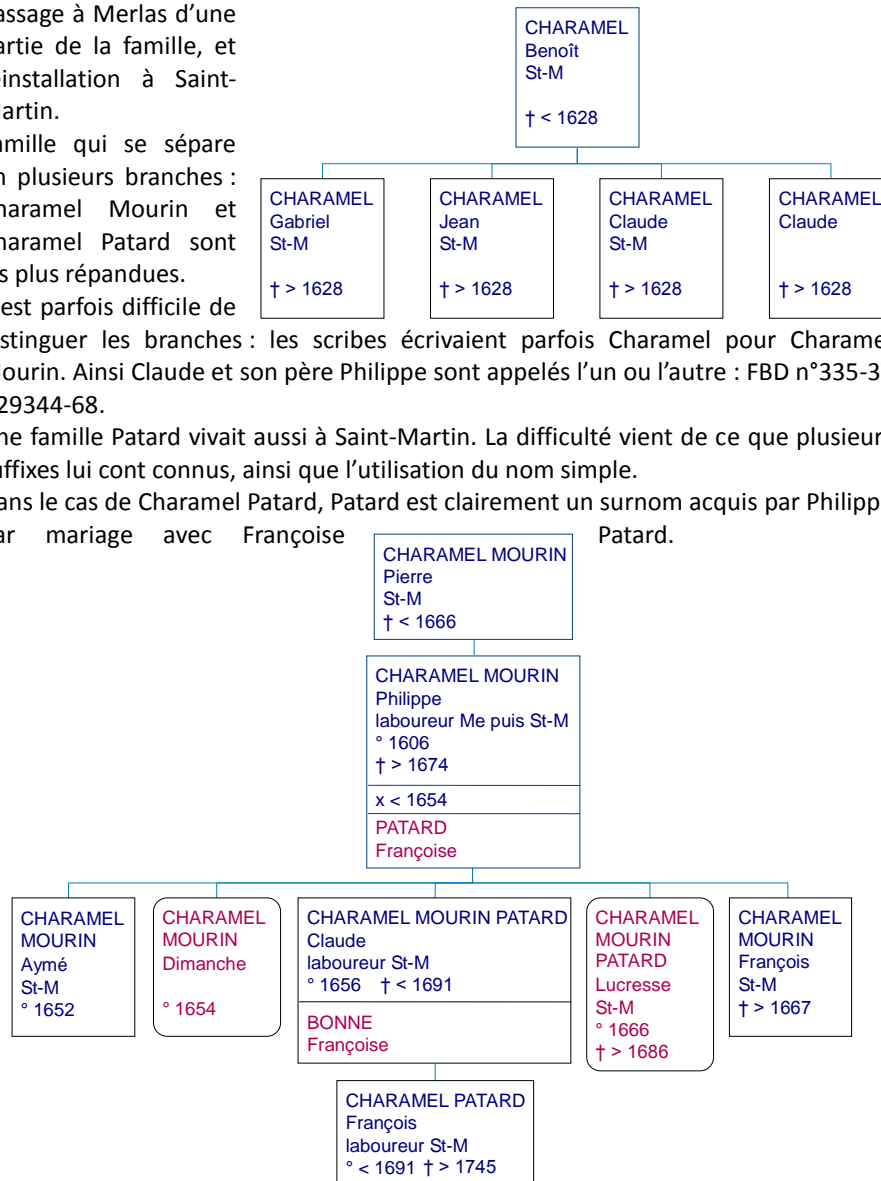 assage à Merlas d’une
artie de la famille, et
éinstallation à Saint-
Martin.
amille qui se sépare
n plusieurs branches :
haramel Mourin et
haramel Patard sont
s plus répandues.
est parfois difficile de
CHARAMEL
Benoît
St-M
† < 1628
CHARAMEL
Gabriel
St-M
† > 1628
CHARAMEL
Jean
St-M
† > 1628
CHARAMEL
Claude
St-M
† > 1628
CHARAMEL
Claude
† > 1628
stinguer les branches : les scribes écrivaient parfois Charamel pour Charame
Mourin. Ainsi Claude et son père Philippe sont appelés l’un ou l’autre : FBD n°335-3
29344-68.
ne famille Patard vivait aussi à Saint-Martin. La difficulté vient de ce que plusieur
uffixes lui cont connus, ainsi que l’utilisation du nom simple.
ans le cas de Charamel Patard, Patard est clairement un surnom acquis par Philipp
ar mariage avec Françoise Patard.
CHARAMEL MOURIN
Pierre
St-M
† < 1666
CHARAMEL MOURIN
Philippe
laboureur Me puis St-M
° 1606
† > 1674
x < 1654
PATARD
Françoise
CHARAMEL
MOURIN
Aymé
St-M
° 1652
CHARAMEL
MOURIN
Dimanche
° 1654
CHARAMEL MOURIN PATARD
Claude
laboureur St-M
° 1656 † < 1691
BONNE
Françoise
CHARAMEL
MOURIN
PATARD
Lucresse
St-M
° 1666
† > 1686
CHARAMEL
MOURIN
François
St-M
† > 1667
CHARAMEL PATARD
François
laboureur St-M
° < 1691 † > 1745